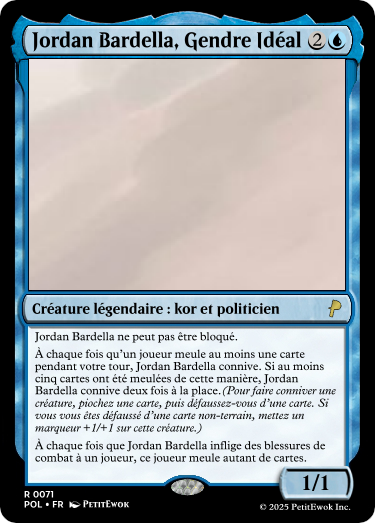 Jordan Bardella, Gendre Idéal 2
Créature légendaire : kor et politicien
Jordan Bardella ne peut pas être bloqué.
À chaque fois qu'un joueur meule au moins une carte
pendant votre tour, Jordan Bardella connive. Si au moins
cinq cartes ont été meulées de cette manière, Jordan
Bardella connive deux fois à la place.(Pour faire conniver une
créature, piochez une carte, puis défaussez-vous d'une carte. Si
vous vous êtes défaussé d'une carte non-terrain, mettez un
marqueur +1/+1 sur cette créature.)
À chaque fois que Jordan Bardella inflige des blessures de
combat à un joueur, ce joueur meule autant de cartes.
1/1
R 0071
POL • FR PetitEwok
© 2025 PetitEwok Inc.